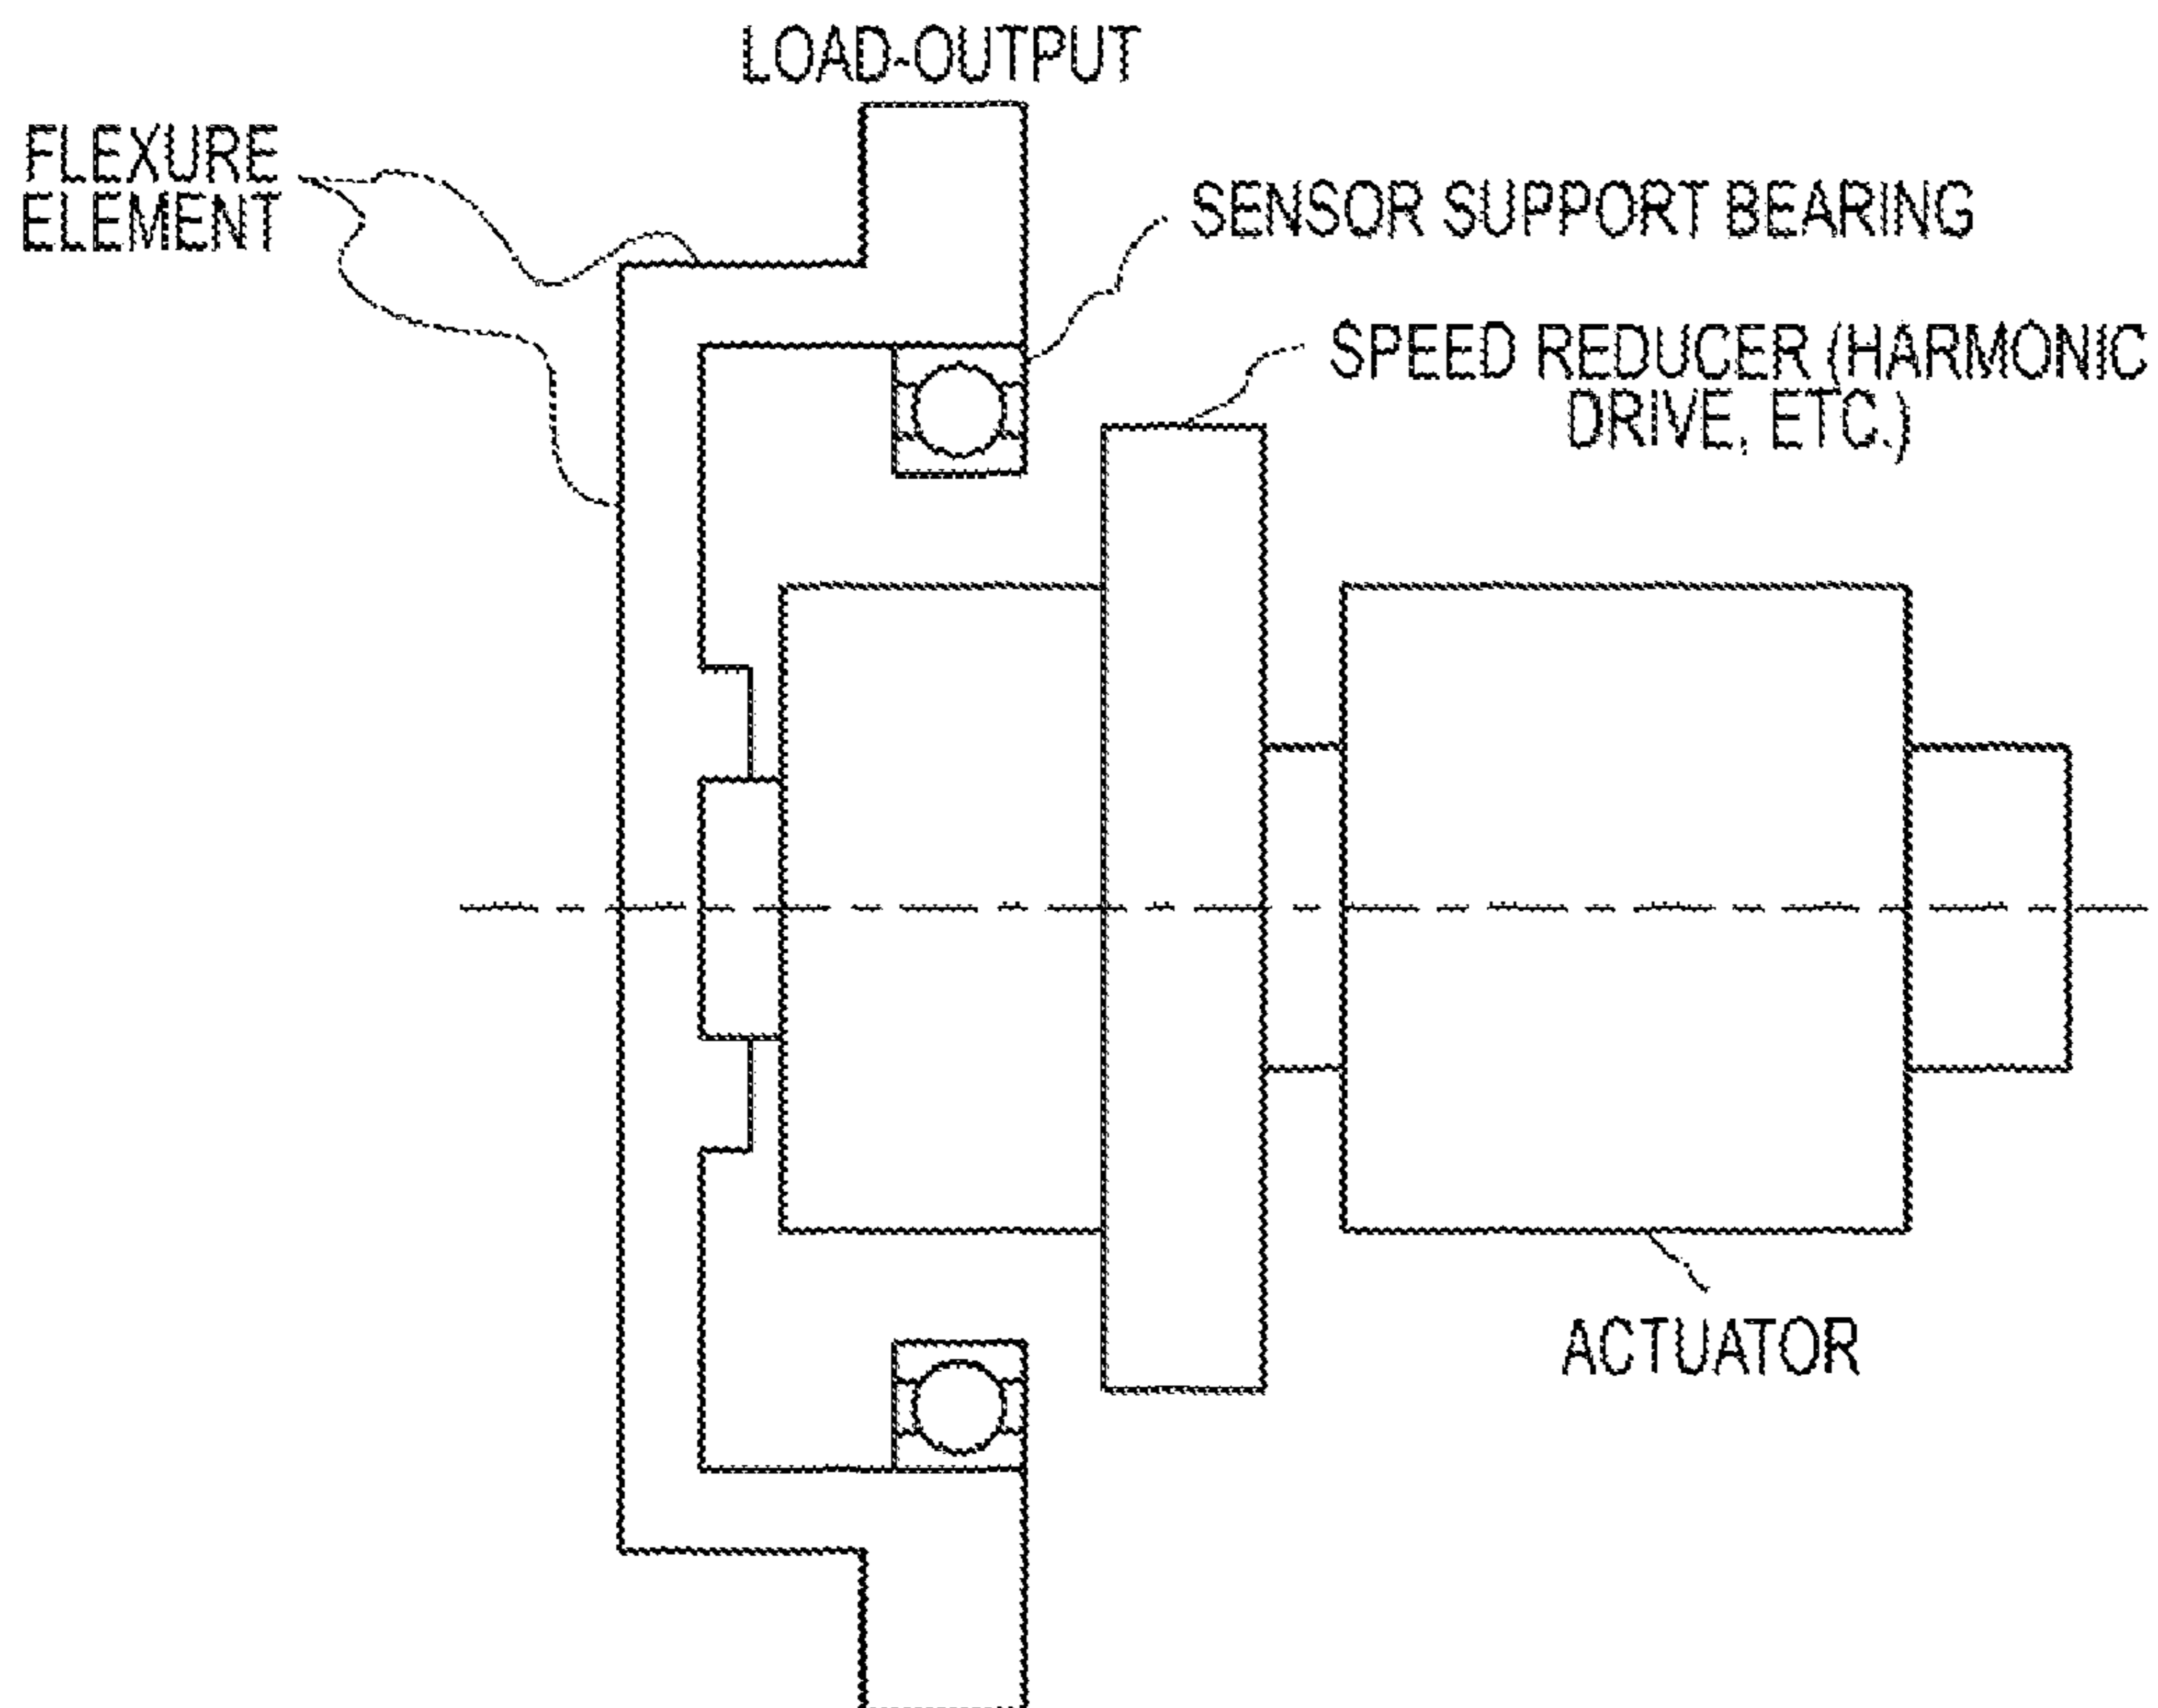 LOAD-OUTPUT
FLEXURE
ELEMENT
SENSOR SUPPORT BEARING
SPEED REDUCER (HARMONIC
DRIVE, ETC.)
ACTUATOR